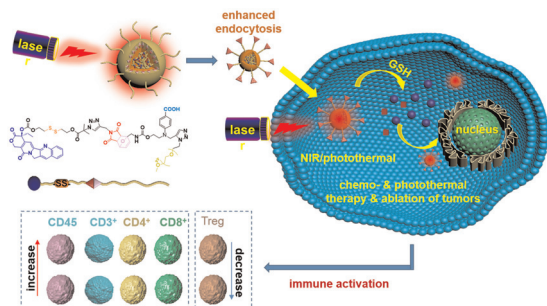 lase
r
enhanced
endocytosis
GSH
lase
r
nucleus
NIR/photothermal
chemo- & photothermal
therapy & ablation of tumors
COOH
-SS-
CD45 CD3+ CD4+ CD8+ Treg
increase
decrease
immune activation